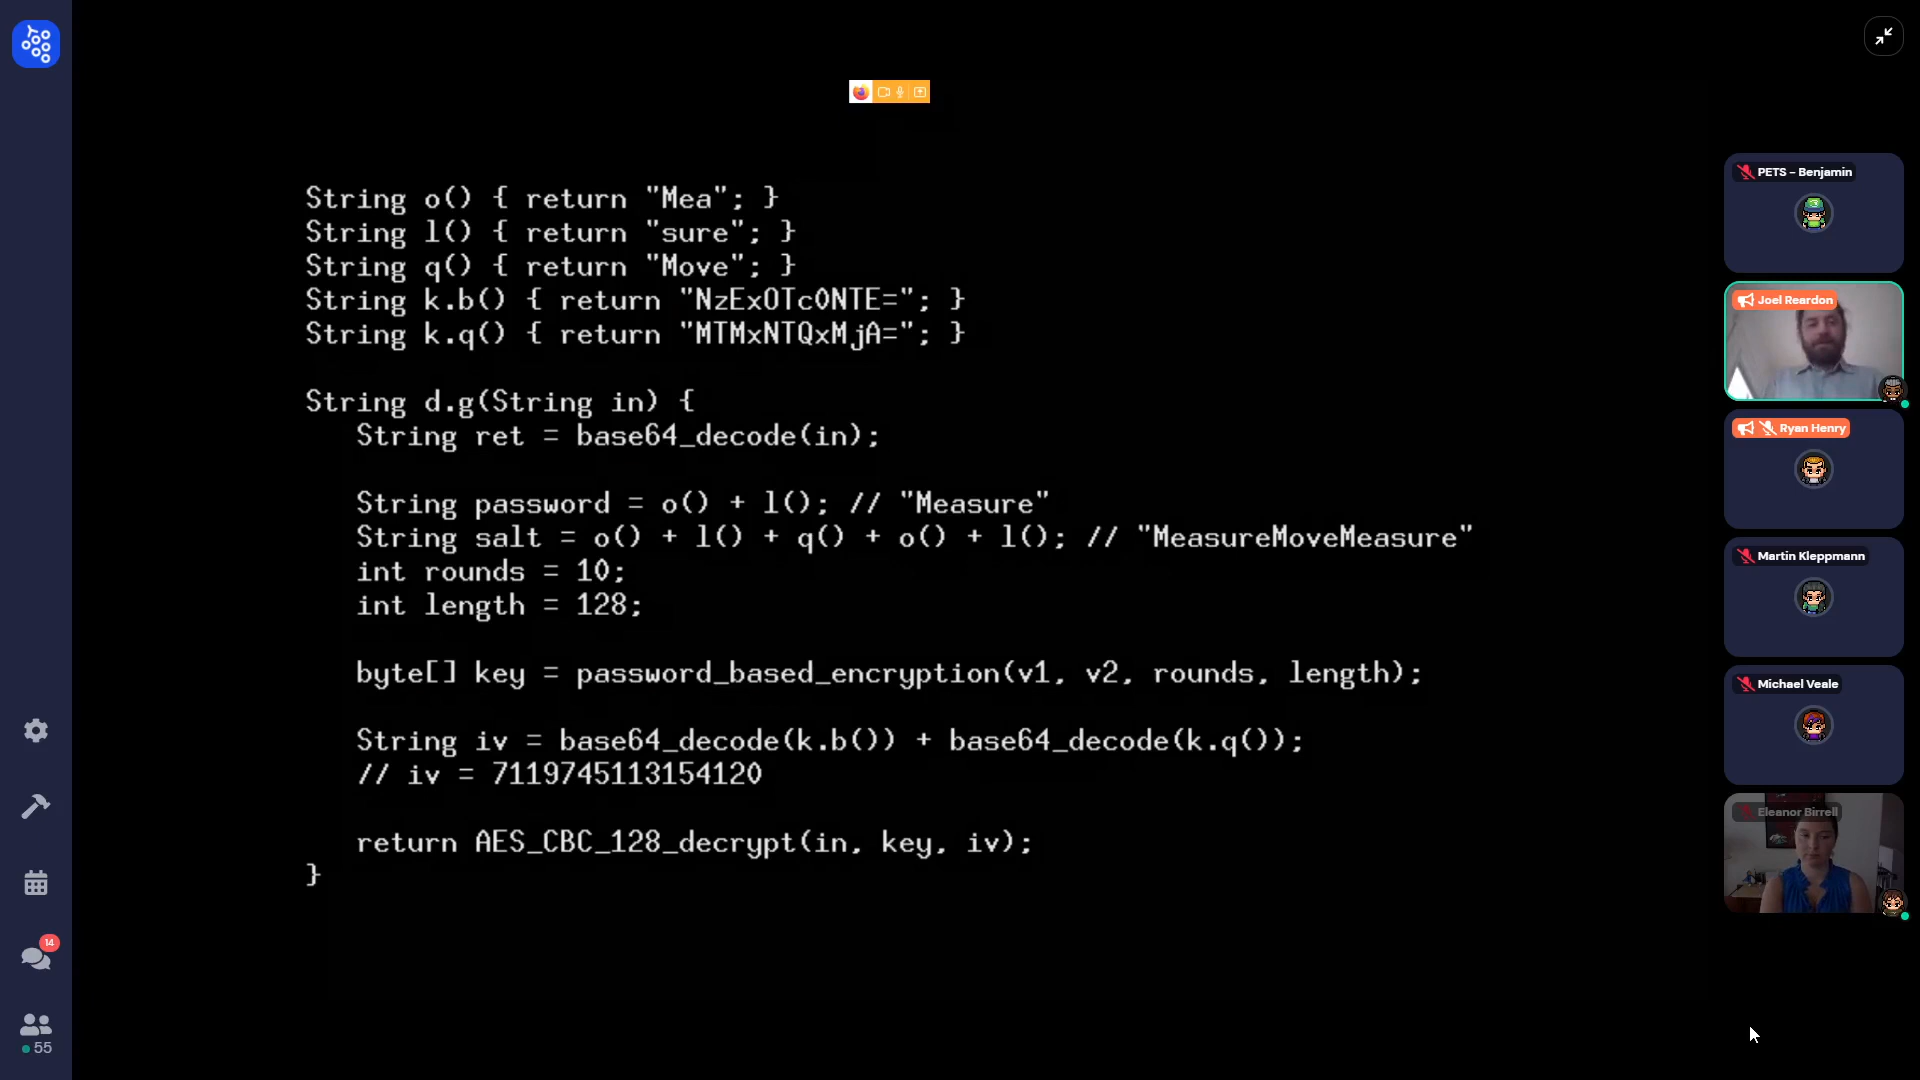 String o() { return "Mea"; }
String l() { return "sure"; }
String q() { return "Move"; }
String k.b() { return "NzExOTc0NTE="; }
String k.q() { return "MTMxNTQxMjA="; }
String d.g(String in) {
String ret = base64_decode(in);
String password = o() + l(); // "Measure"
String salt = o() + l() + q() + o() + l(); // "MeasureMoveMeasure"
int rounds = 10;
int length = 128;
byte[] key = password_based_encryption(v1, v2, rounds, length);
String iv = base64_decode(k.b()) + base64_decode(k.q());
// iv = 7119745113154120
return AES_CBC_128_decrypt(in, key, iv);
}
PETS - Benjamin
Joel Reardon
Ryan Henry
Martin Kleppmann
Michael Veale
Eleanor Birrell
14
55